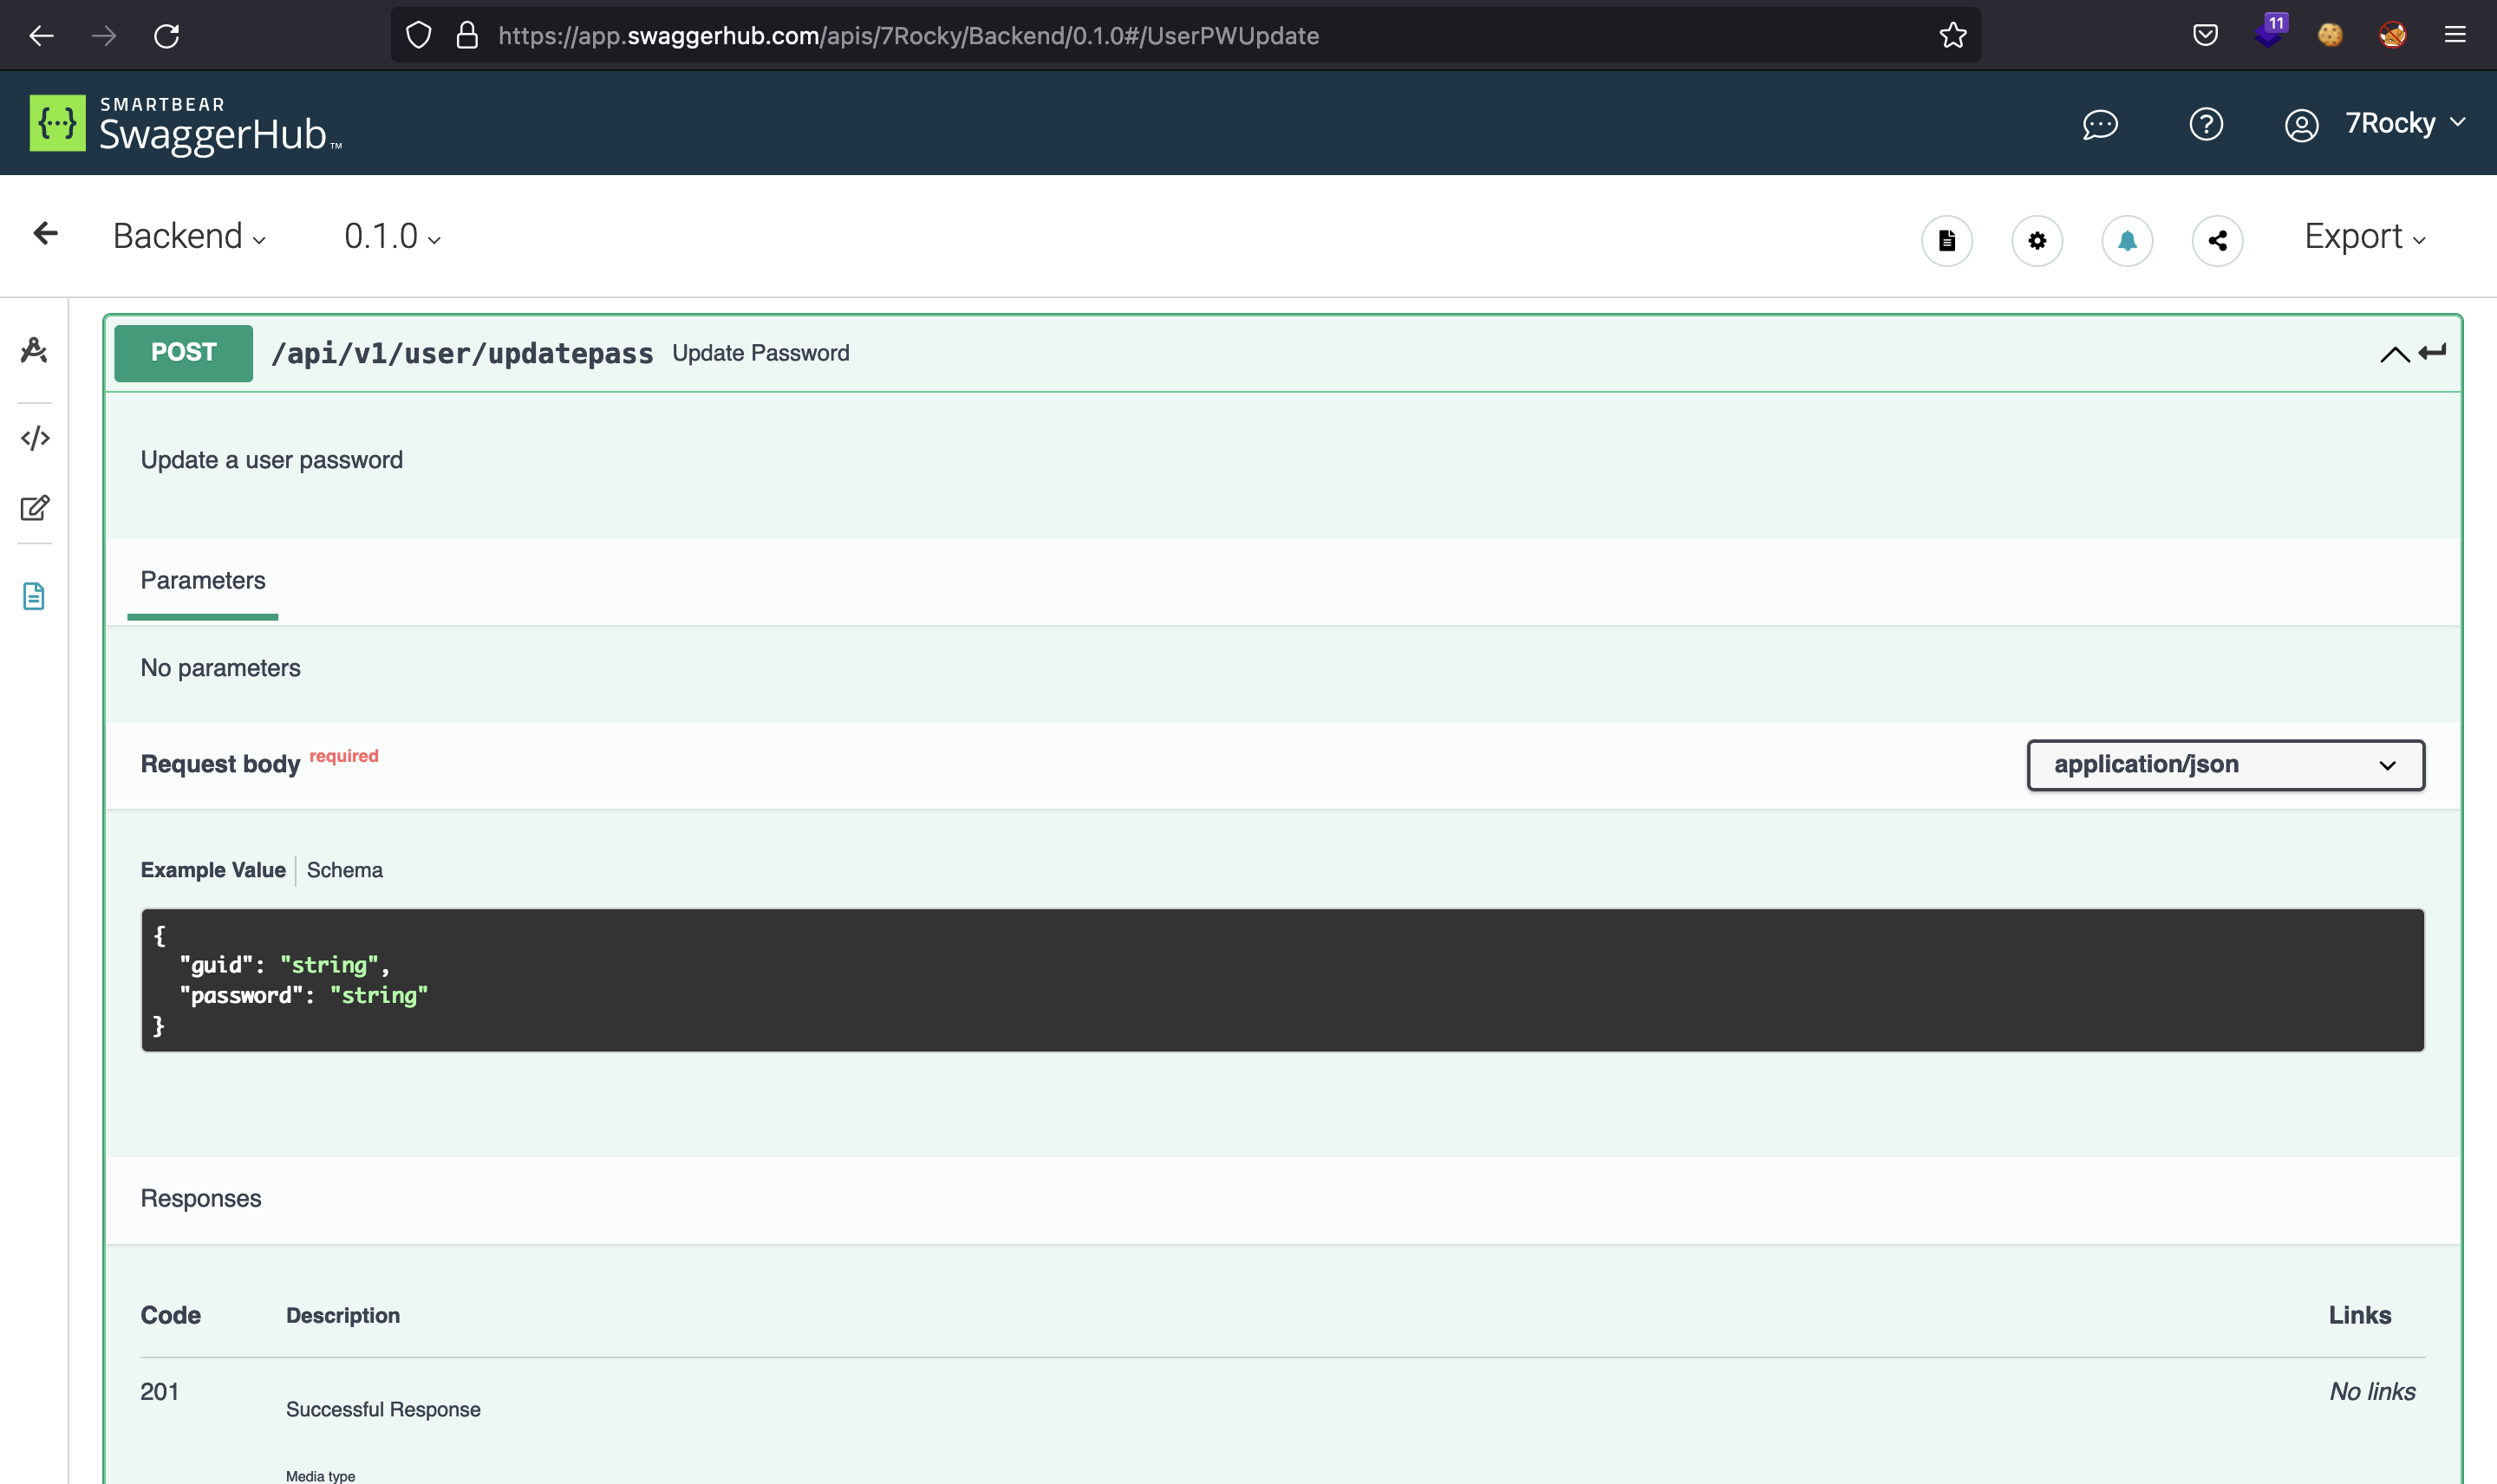 https://app.swaggerhub.com/apis/7Rocky/Backend/0.1.0#/UserPWUpdate
11
{···}
SMARTBEAR
SwaggerHub™
7Rocky
Backend
0.1.0
Export
POST /api/v1/user/updatepass Update Password
Update a user password
Parameters
No parameters
Request body required
application/json
Example Value Schema
{
"guid": "string",
"password": "string"
}
Responses
Code Description Links
201 Successful Response No links
Media type